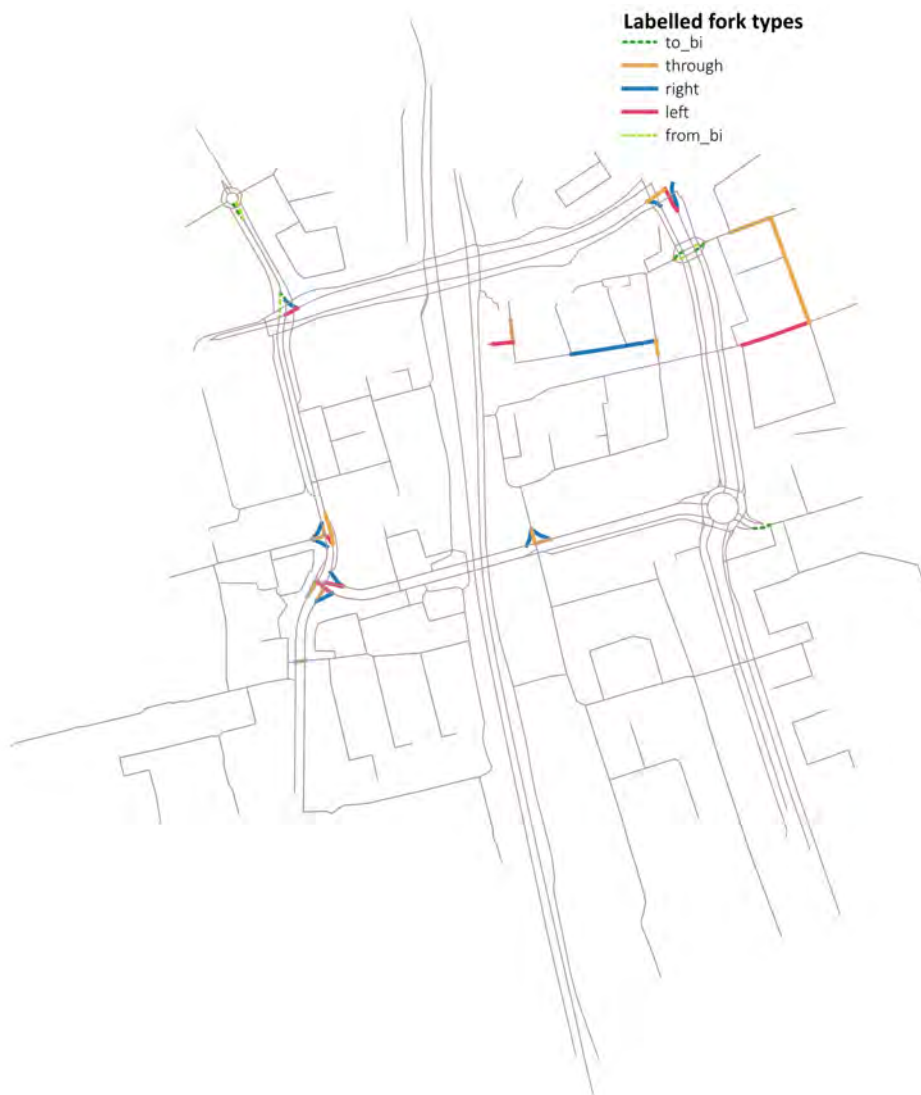 Labelled fork types
to_bi
through
right
left
from_bi